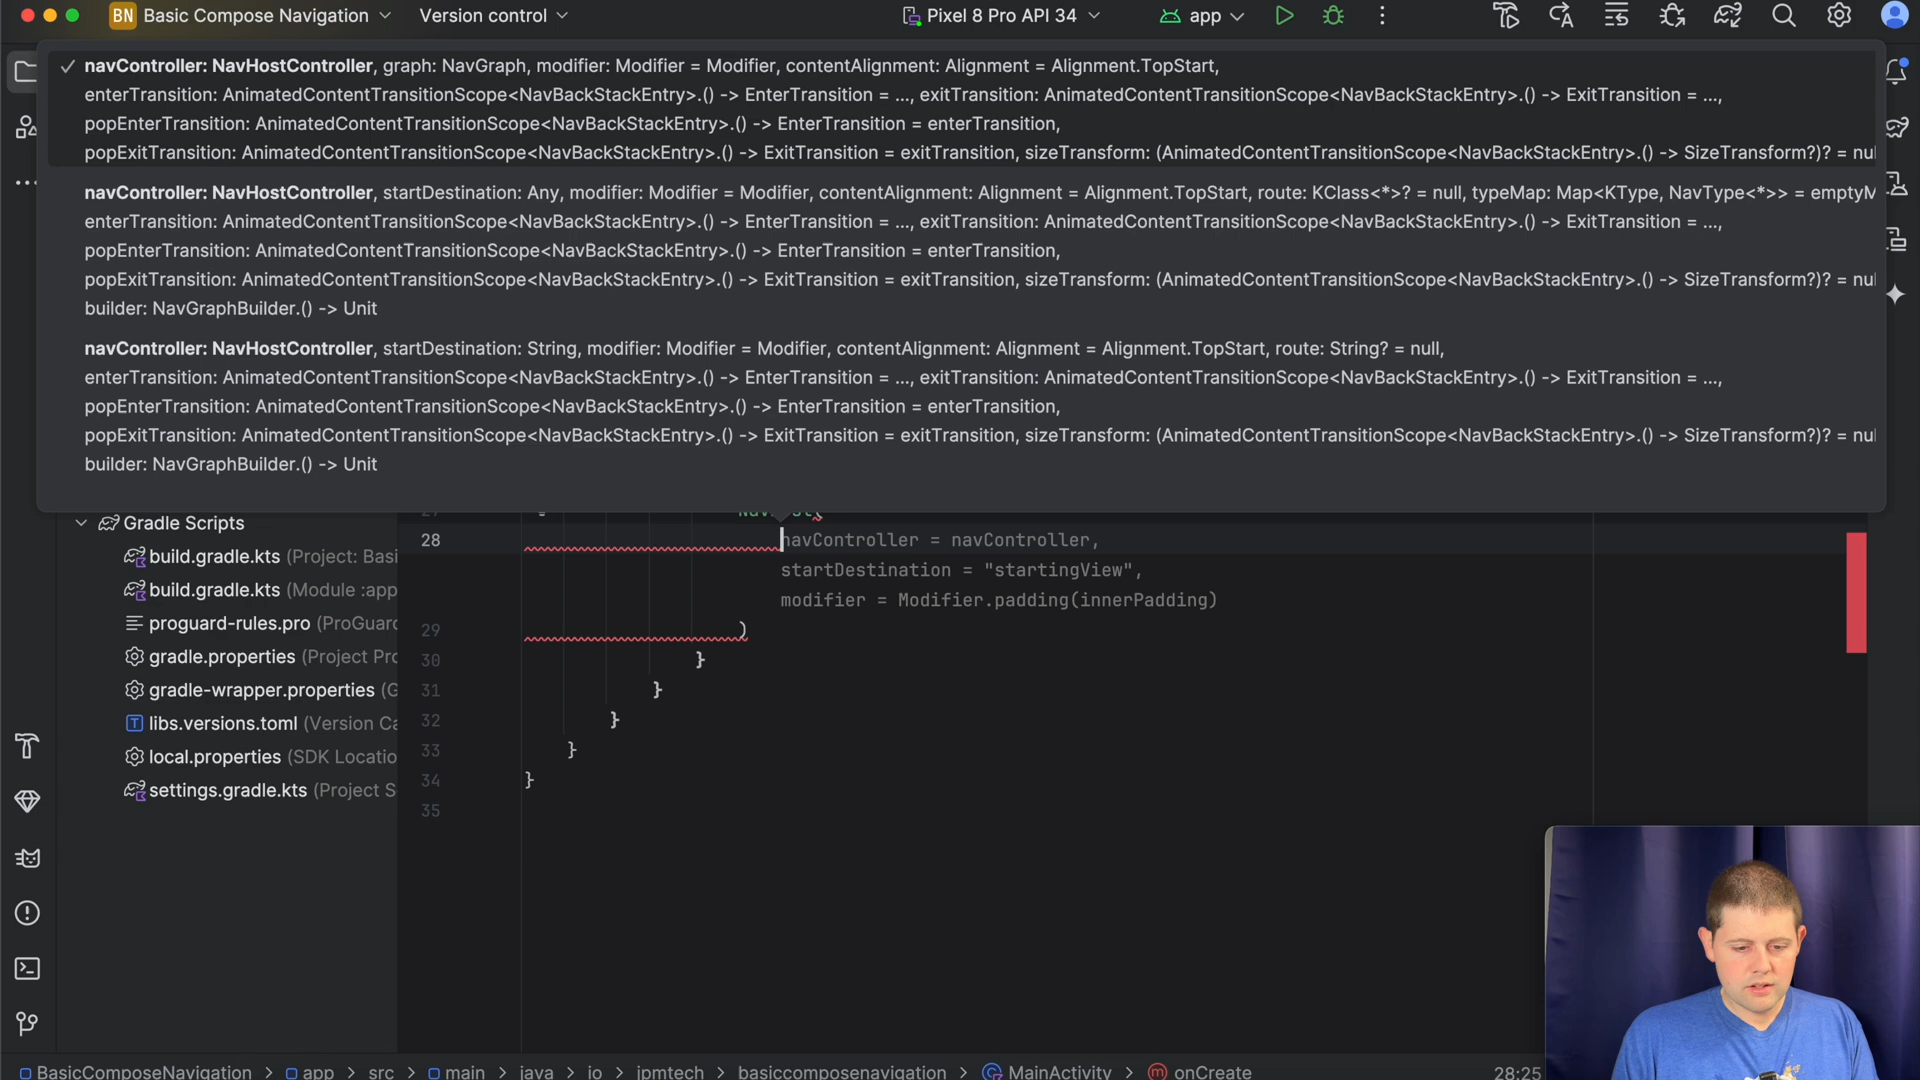 BN Basic Compose Navigation Version control Pixel 8 Pro API 34 app
navController: NavHostController, graph: NavGraph, modifier: Modifier = Modifier, contentAlignment: Alignment = Alignment.TopStart,
enterTransition: AnimatedContentTransitionScope<NavBackStackEntry>.() -> EnterTransition = ..., exitTransition: AnimatedContentTransitionScope<NavBackStackEntry>.() -> ExitTransition = ...,
popEnterTransition: AnimatedContentTransitionScope<NavBackStackEntry>.() -> EnterTransition = enterTransition,
popExitTransition: AnimatedContentTransitionScope<NavBackStackEntry>.() -> ExitTransition = exitTransition, sizeTransform: (AnimatedContentTransitionScope<NavBackStackEntry>.() -> SizeTransform?)? = nul
navController: NavHostController, startDestination: Any, modifier: Modifier = Modifier, contentAlignment: Alignment = Alignment.TopStart, route: KClass<*>? = null, typeMap: Map<KType, NavType<*>> = emptyM
enterTransition: AnimatedContentTransitionScope<NavBackStackEntry>.() -> EnterTransition = ..., exitTransition: AnimatedContentTransitionScope<NavBackStackEntry>.() -> ExitTransition = ...,
popEnterTransition: AnimatedContentTransitionScope<NavBackStackEntry>.() -> EnterTransition = enterTransition,
popExitTransition: AnimatedContentTransitionScope<NavBackStackEntry>.() -> ExitTransition = exitTransition, sizeTransform: (AnimatedContentTransitionScope<NavBackStackEntry>.() -> SizeTransform?)? = nul
builder: NavGraphBuilder.() -> Unit
navController: NavHostController, startDestination: String, modifier: Modifier = Modifier, contentAlignment: Alignment = Alignment.TopStart, route: String? = null,
enterTransition: AnimatedContentTransitionScope<NavBackStackEntry>.() -> EnterTransition = ..., exitTransition: AnimatedContentTransitionScope<NavBackStackEntry>.() -> ExitTransition = ...,
popEnterTransition: AnimatedContentTransitionScope<NavBackStackEntry>.() -> EnterTransition = enterTransition,
popExitTransition: AnimatedContentTransitionScope<NavBackStackEntry>.() -> ExitTransition = exitTransition, sizeTransform: (AnimatedContentTransitionScope<NavBackStackEntry>.() -> SizeTransform?)? = nul
builder: NavGraphBuilder.() -> Unit
Gradle Scripts
build.gradle.kts (Project: Basi
build.gradle.kts (Module :app
proguard-rules.pro (ProGuard
gradle.properties (Project Pro
gradle-wrapper.properties (G
libs.versions.toml (Version Ca
local.properties (SDK Locatio
settings.gradle.kts (Project S
28 navController = navController,
startDestination = "startingView",
modifier = Modifier.padding(innerPadding)
29 )
30 }
31 }
32 }
33 }
34 }
35
BasicComposeNavigation > app > src > main > java > io > jpmtech > basiccomposenavigation > MainActivity > onCreate 28:25